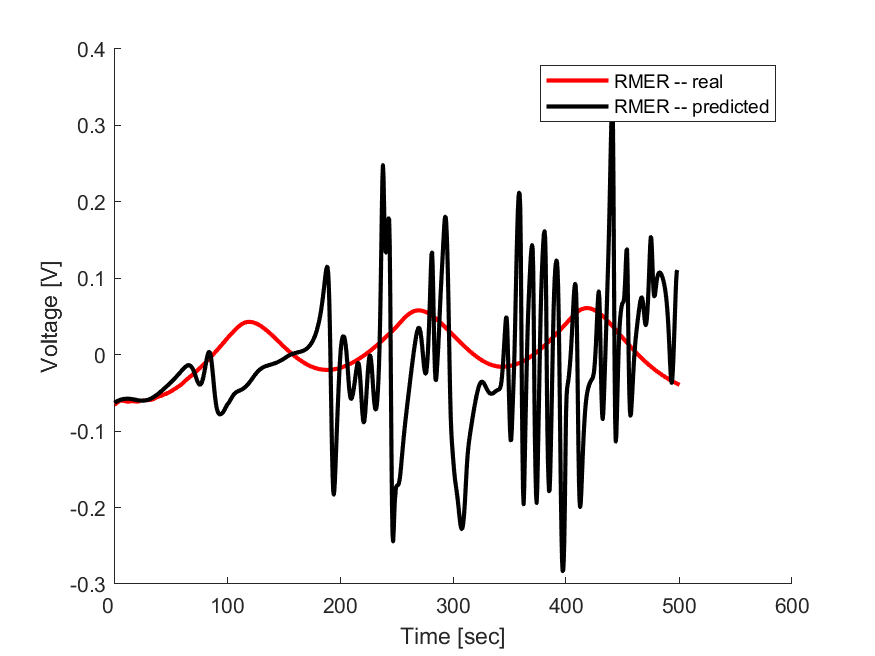 0.4
0.3
0.2
0.1
0
-0.1
-0.2
-0.3
Voltage [V]
RMER -- real
RMER -- predicted
0 100 200 300 400 500 600
Time [sec]